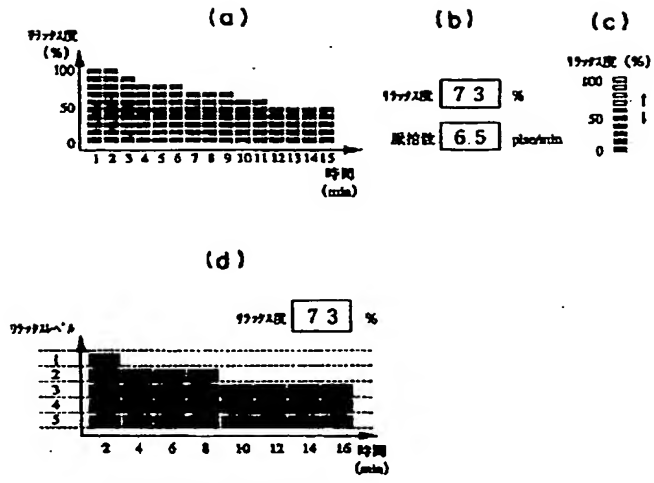 (a)
リラックス度
(%)
100
50
0
1 2 3 4 5 6 7 8 9 10 11 12 13 14 15
時間
(min)
(b)
リラックス度 73 %
脈拍数 6.5 plse/min
(c)
リラックス度 (%)
100
50
0
(d)
リラックス度 73 %
リラックスレベル
1
2
3
4
5
2 4 6 8 10 12 14 16 時間
(min)